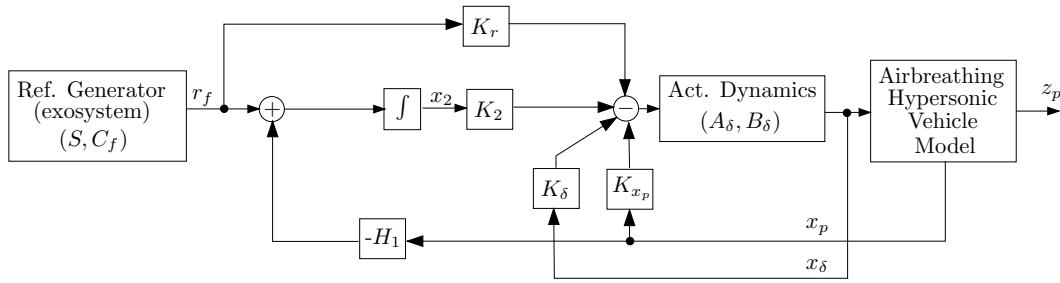 K_r
Ref. Generator
(exosystem)
(S, C_f)
r_f
+
∫
x_2
K_2
−
Act. Dynamics
(A_δ, B_δ)
Airbreathing
Hypersonic
Vehicle
Model
z_p
K_δ
K_{x_p}
-H_1
x_p
x_δ